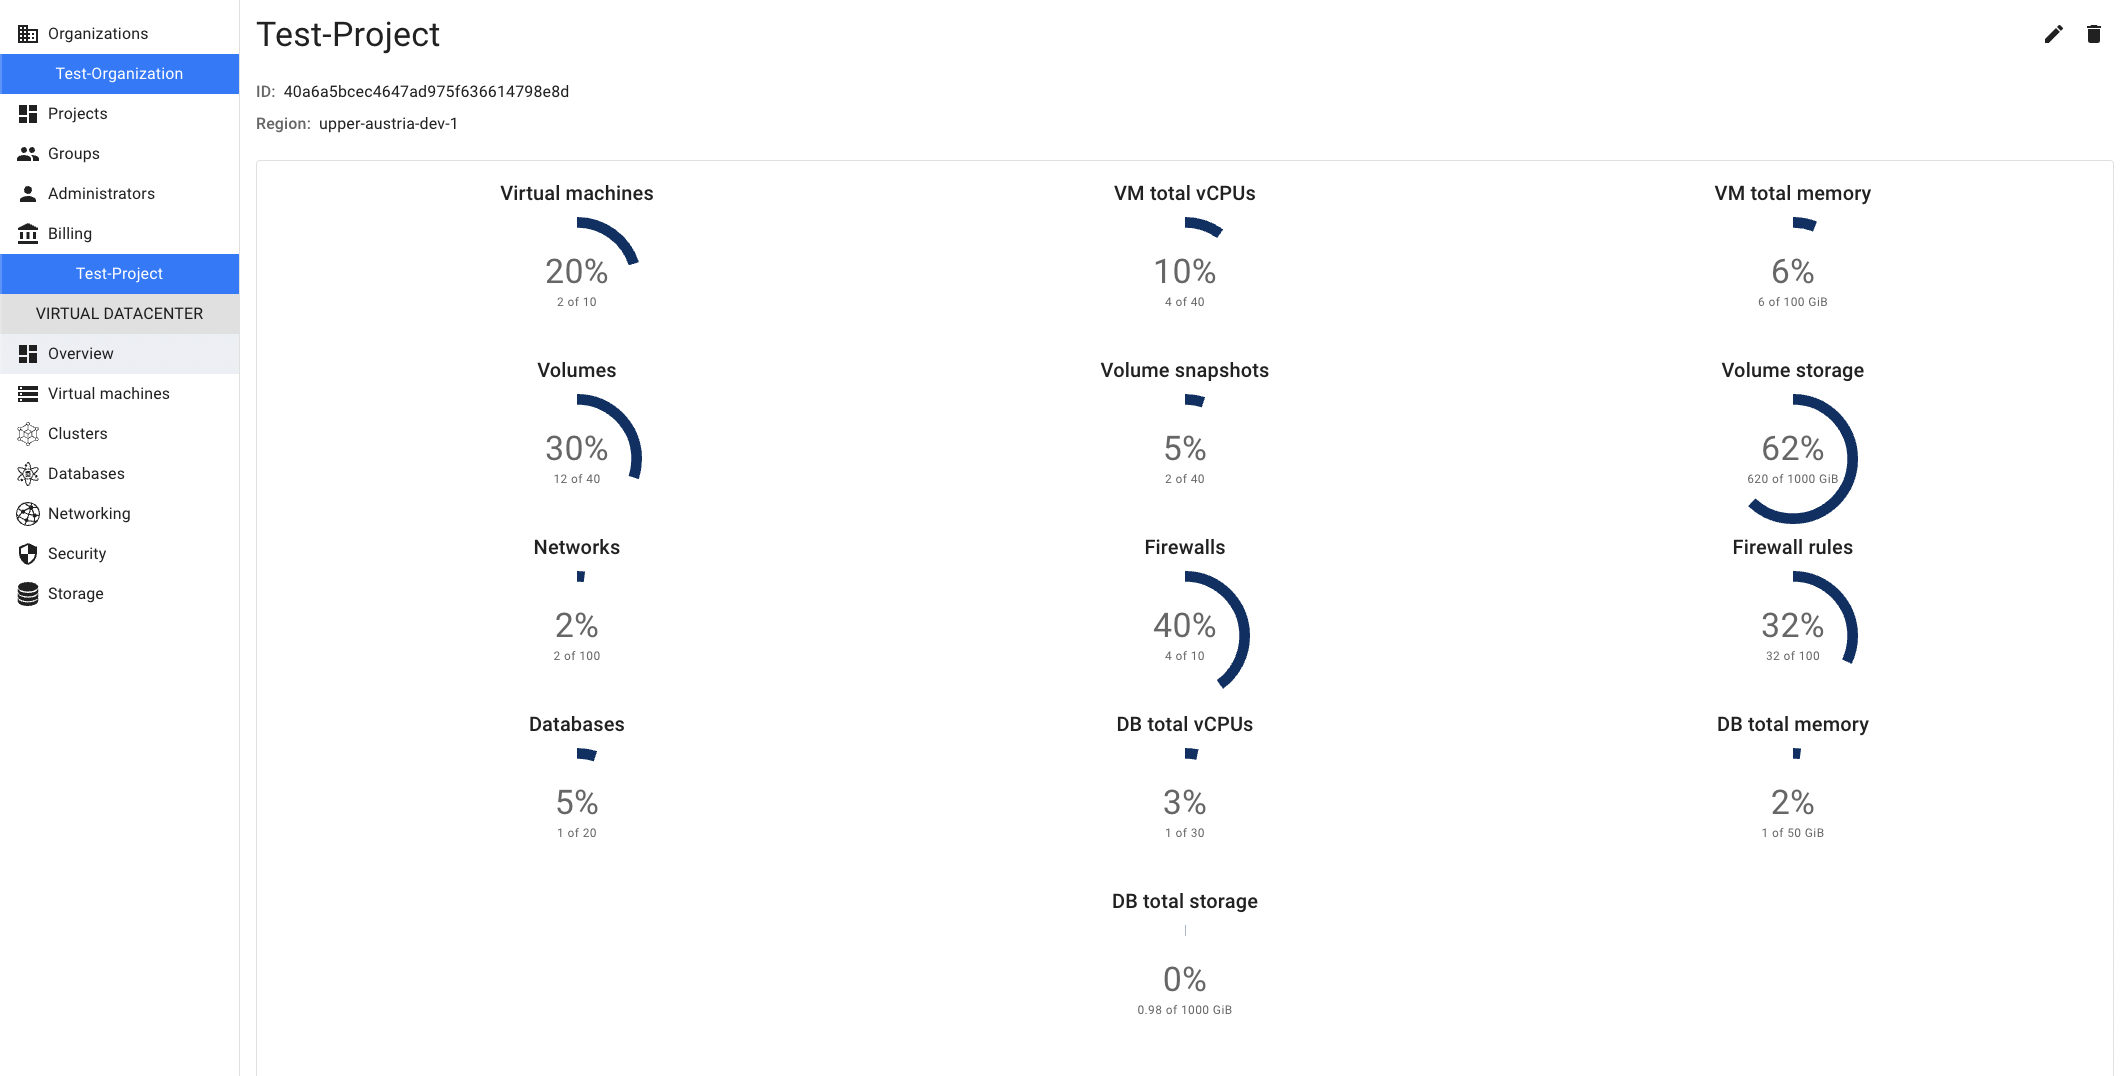 Organizations
Test-Organization
Projects
Groups
Administrators
Billing
Test-Project
VIRTUAL DATACENTER
Overview
Virtual machines
Clusters
Databases
Networking
Security
Storage
Test-Project
ID: 40a6a5bcec4647ad975f636614798e8d
Region: upper-austria-dev-1
Virtual machines
20%
2 of 10
VM total vCPUs
10%
4 of 40
VM total memory
6%
6 of 100 GiB
Volumes
30%
12 of 40
Volume snapshots
5%
2 of 40
Volume storage
62%
620 of 1000 GiB
Networks
2%
2 of 100
Firewalls
40%
4 of 10
Firewall rules
32%
32 of 100
Databases
5%
1 of 20
DB total vCPUs
3%
1 of 30
DB total memory
2%
1 of 50 GiB
DB total storage
0%
0.98 of 1000 GiB